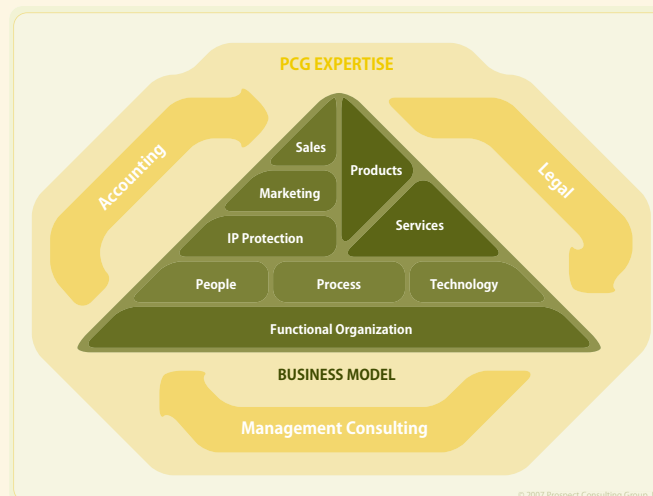 PCG EXPERTISE
Accounting
Legal
Sales
Products
Marketing
Services
IP Protection
People
Process
Technology
Functional Organization
BUSINESS MODEL
Management Consulting
© 2007 Prospect Consulting Group,